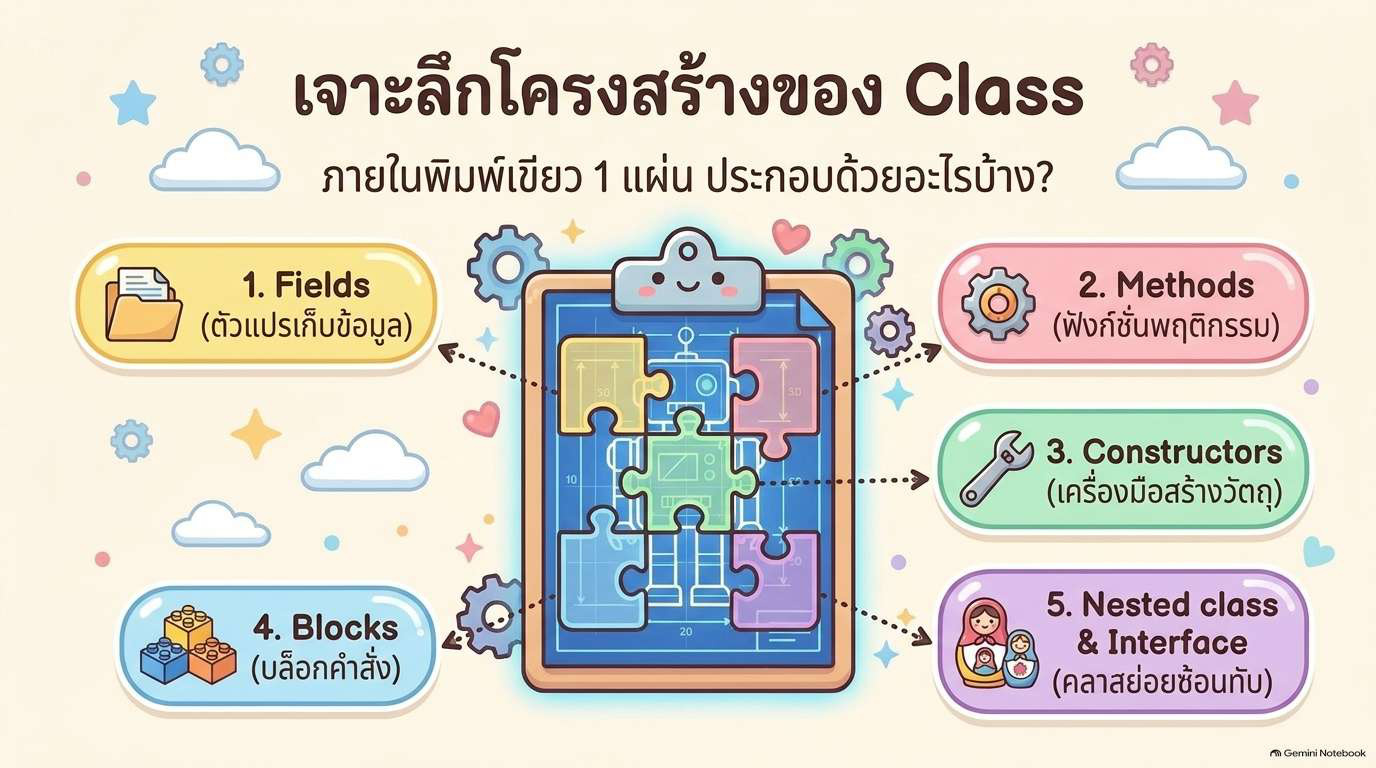 เจาะลึกโครงสร้างของ Class
ภายในพิมพ์เขียว 1 แผ่น ประกอบด้วยอะไรบ้าง?
1. Fields
(ตัวแปรเก็บข้อมูล)
2. Methods
(ฟังก์ชั่นพฤติกรรม)
3. Constructors
(เครื่องมือสร้างวัตถุ)
4. Blocks
(บล็อกคำสั่ง)
5. Nested class
& Interface
(คลาสย่อยซ้อนทับ)
10
20
Gemini Notebook